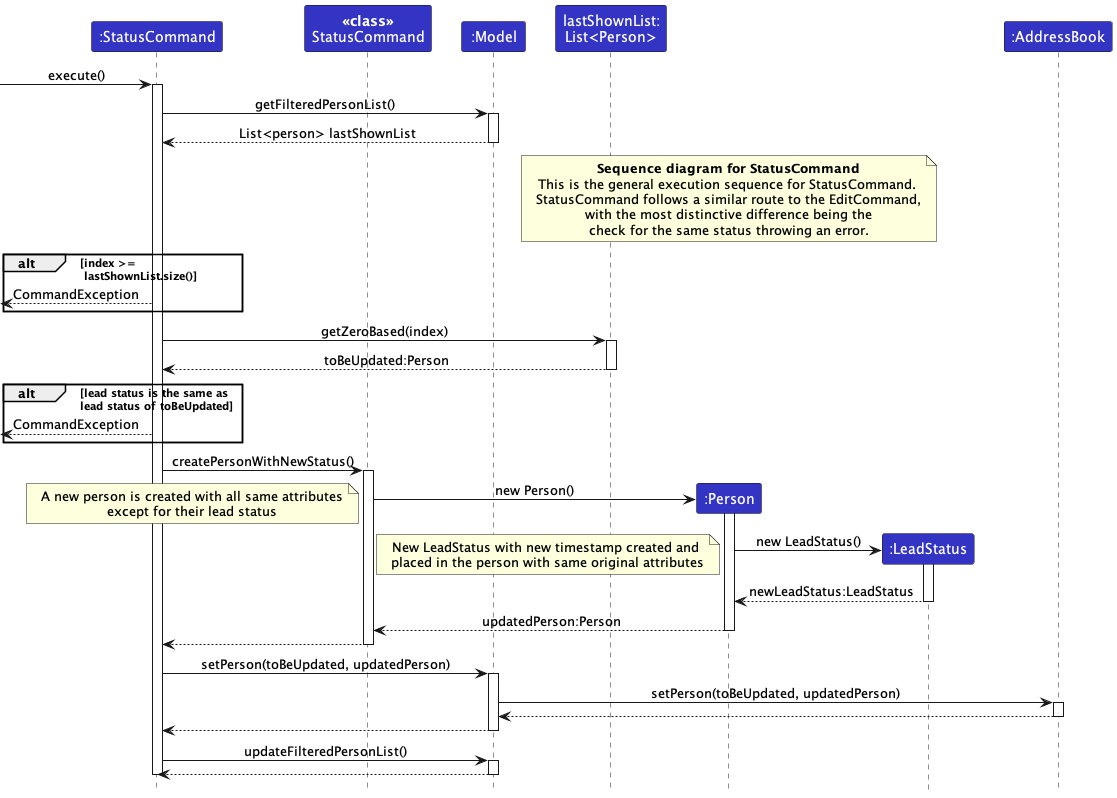 :StatusCommand
«class»
StatusCommand
:Model
lastShownList:
List<Person>
:AddressBook
execute()
getFilteredPersonList()
List<person> lastShownList
Sequence diagram for StatusCommand
This is the general execution sequence for StatusCommand.
StatusCommand follows a similar route to the EditCommand,
with the most distinctive difference being the
check for the same status throwing an error.
alt
[index >=
lastShownList.size()]
CommandException
getZeroBased(index)
toBeUpdated:Person
alt
[lead status is the same as
lead status of toBeUpdated]
CommandException
createPersonWithNewStatus()
A new person is created with all same attributes
except for their lead status
new Person()
:Person
New LeadStatus with new timestamp created and
placed in the person with same original attributes
new LeadStatus()
:LeadStatus
newLeadStatus:LeadStatus
updatedPerson:Person
setPerson(toBeUpdated, updatedPerson)
setPerson(toBeUpdated, updatedPerson)
updateFilteredPersonList()